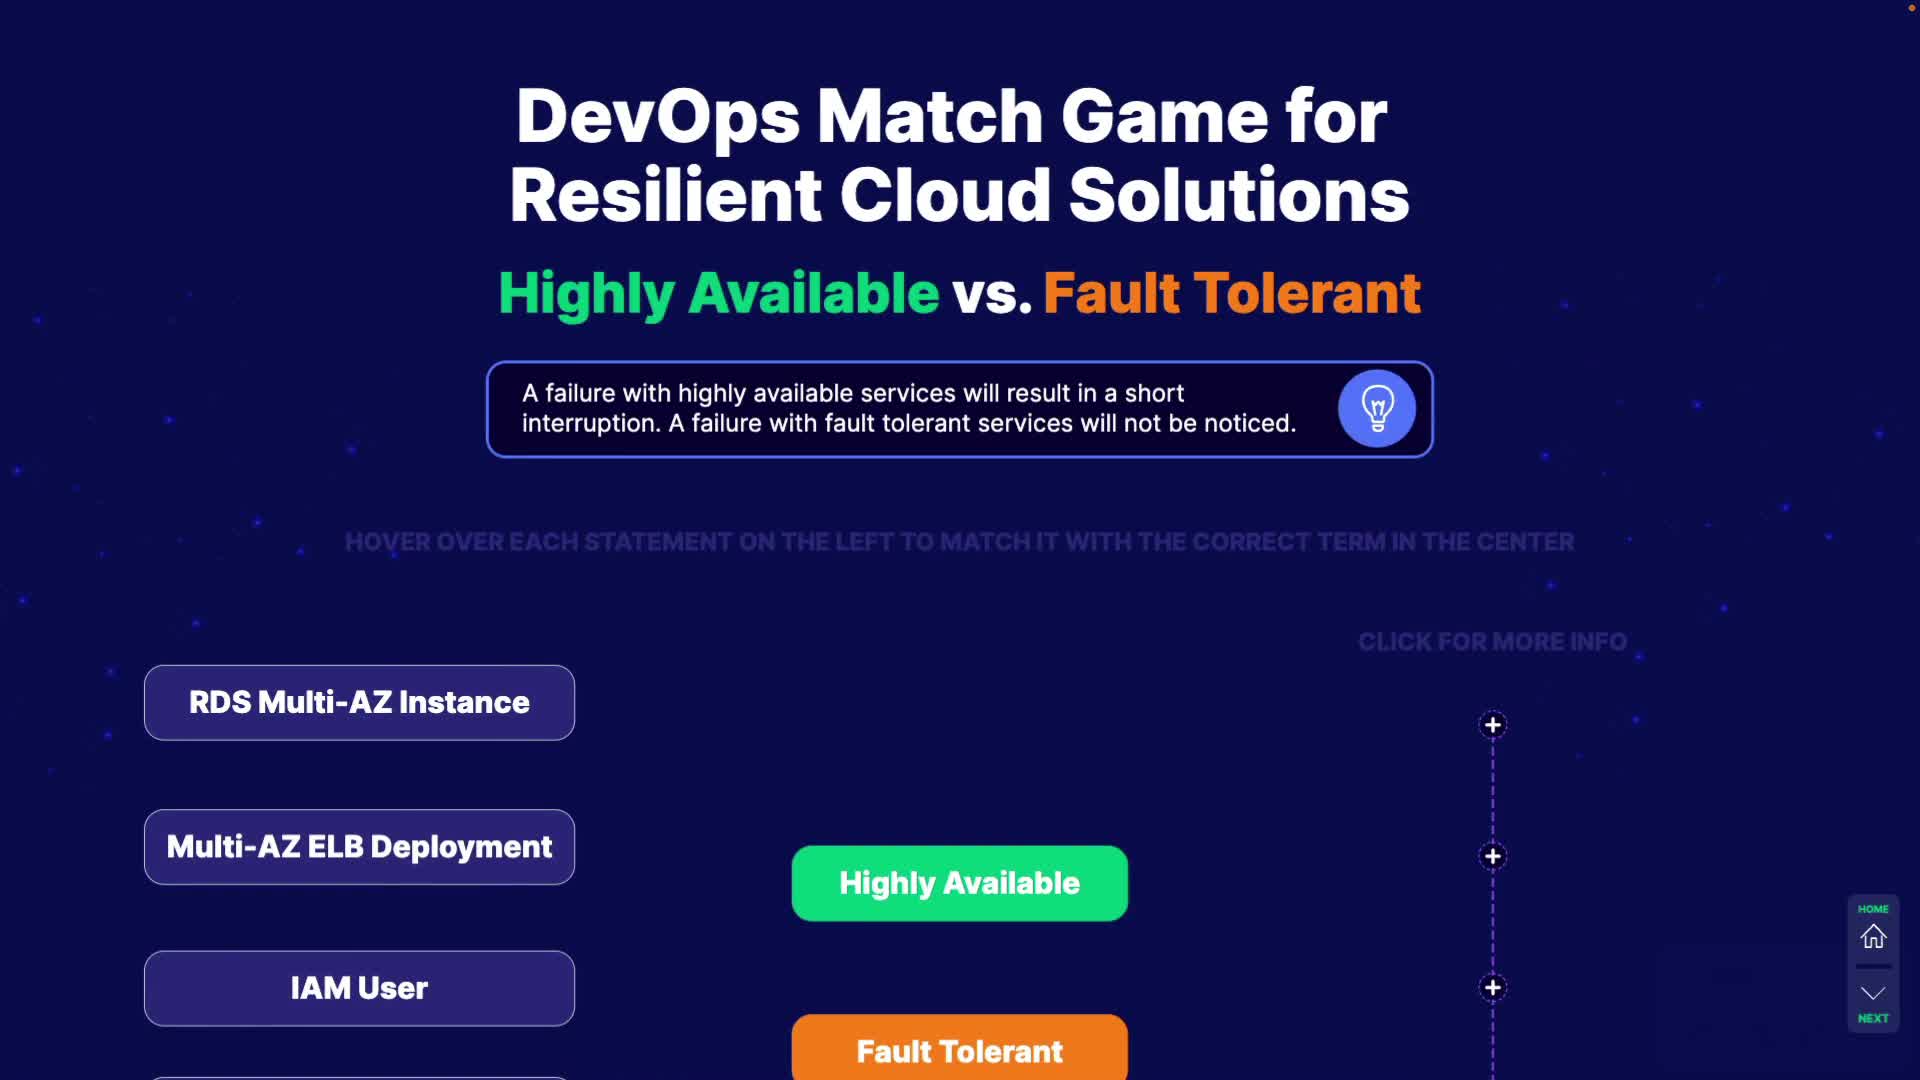 DevOps Match Game for
Resilient Cloud Solutions
Highly Available vs. Fault Tolerant
A failure with highly available services will result in a short
interruption. A failure with fault tolerant services will not be noticed.
HOVER OVER EACH STATEMENT ON THE LEFT TO MATCH IT WITH THE CORRECT TERM IN THE CENTER
CLICK FOR MORE INFO
RDS Multi-AZ Instance
Multi-AZ ELB Deployment
Highly Available
IAM User
Fault Tolerant
HOME
NEXT